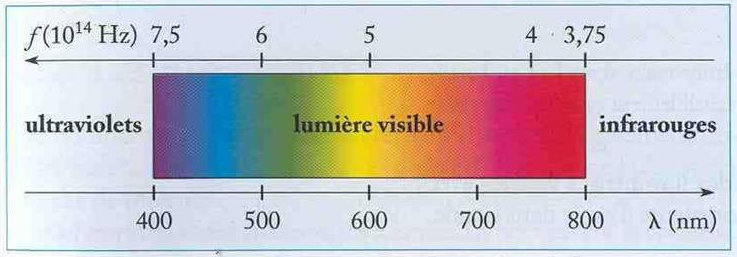 f(10¹⁴ Hz) 7,5 6 5 4 3,75
ultraviolets lumière visible infrarouges
400 500 600 700 800 λ (nm)